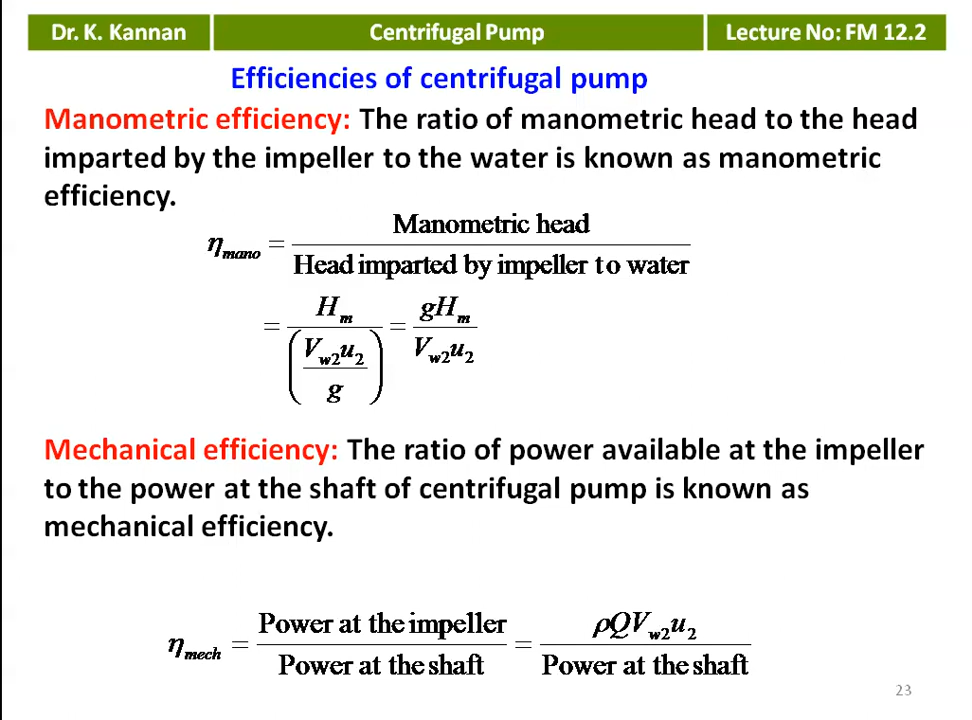 Dr. K. Kannan Centrifugal Pump Lecture No: FM 12.2
Efficiencies of centrifugal pump
Manometric efficiency: The ratio of manometric head to the head
imparted by the impeller to the water is known as manometric
efficiency.
η_mano = Manometric head / Head imparted by impeller to water
= H_m / (V_w2 u_2 / g) = gH_m / V_w2 u_2
Mechanical efficiency: The ratio of power available at the impeller
to the power at the shaft of centrifugal pump is known as
mechanical efficiency.
η_mech = Power at the impeller / Power at the shaft = ρQV_w2 u_2 / Power at the shaft
23